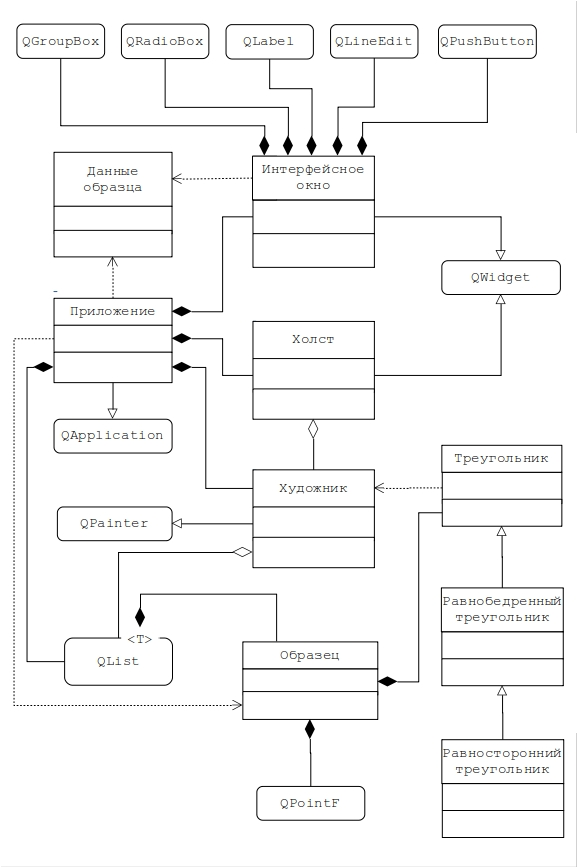 QGroupBox
QRadioBox
QLabel
QLineEdit
QPushButton
Данные
образца
Интерфейсное
окно
QWidget
Приложение
Холст
QApplication
Треугольник
Художник
QPainter
Равнобедренный
треугольник
<T>
QList
Образец
Равносторонний
треугольник
QPointF